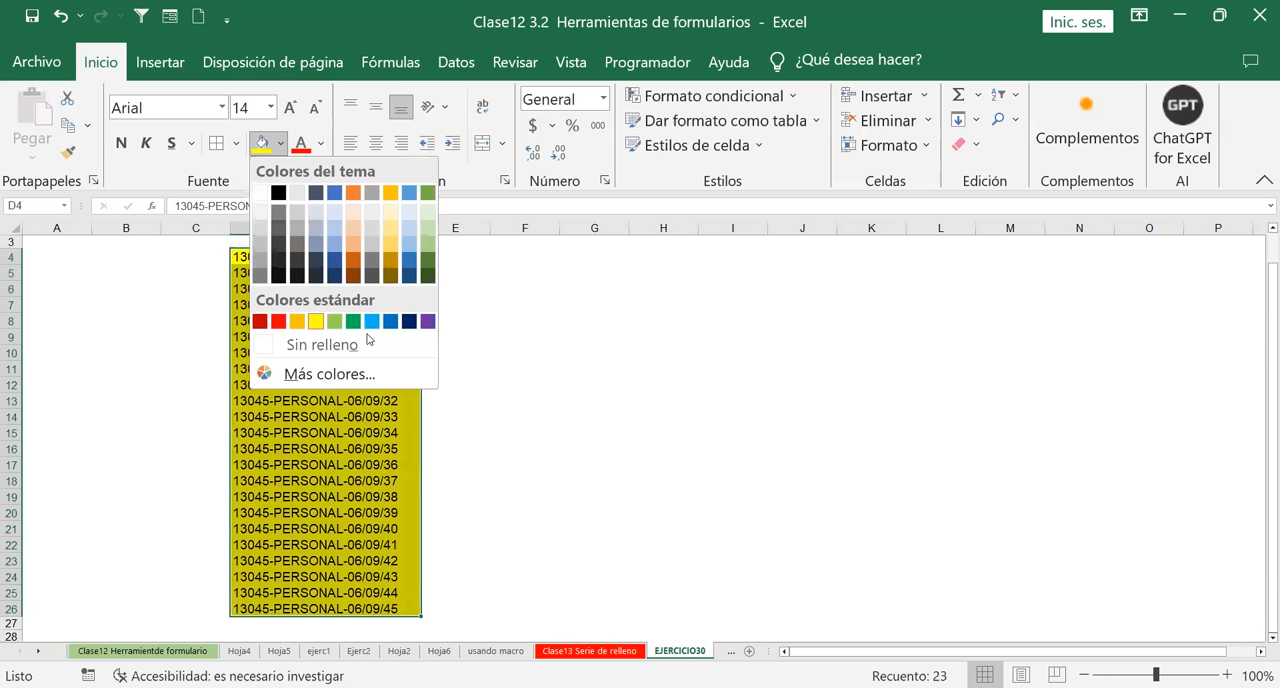 Clase12 3.2 Herramientas de formularios - Excel
Inic. ses.
Archivo Inicio Insertar Disposición de página Fórmulas Datos Revisar Vista Programador Ayuda ¿Qué desea hacer?
Pegar
Arial 14
N K S
General
$ % 000
Formato condicional
Dar formato como tabla
Estilos de celda
Insertar
Eliminar
Formato
Complementos
GPT
ChatGPT
for Excel
Portapapeles Fuente n Número Estilos Celdas Edición Complementos AI
D4 fx 13045-PERSON
A B C E F G H I J K L M N O P
Colores del tema
Colores estándar
Sin relleno
Más colores...
3
4
5
6
7
8
9
10
11
12
13 13045-PERSONAL-06/09/32
14 13045-PERSONAL-06/09/33
15 13045-PERSONAL-06/09/34
16 13045-PERSONAL-06/09/35
17 13045-PERSONAL-06/09/36
18 13045-PERSONAL-06/09/37
19 13045-PERSONAL-06/09/38
20 13045-PERSONAL-06/09/39
21 13045-PERSONAL-06/09/40
22 13045-PERSONAL-06/09/41
23 13045-PERSONAL-06/09/42
24 13045-PERSONAL-06/09/43
25 13045-PERSONAL-06/09/44
26 13045-PERSONAL-06/09/45
27
28
Clase12 Herramientde formulario Hoja4 Hoja5 ejerc1 Ejerc2 Hoja2 Hoja6 usando macro Clase13 Serie de relleno EJERCICIO30 ...
Listo Accesibilidad: es necesario investigar Recuento: 23 100%